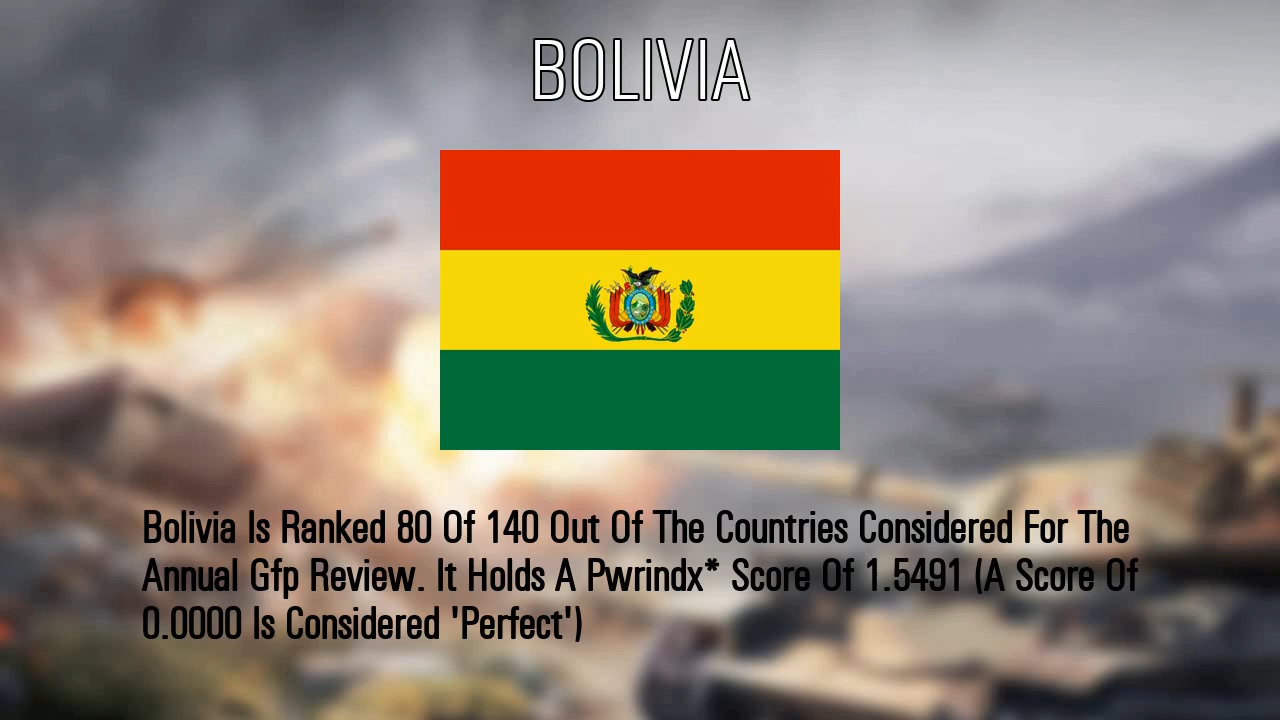 BOLIVIA
Bolivia Is Ranked 80 Of 140 Out Of The Countries Considered For The
Annual Gfp Review. It Holds A Pwrindx* Score Of 1.5491 (A Score Of
0.0000 Is Considered 'Perfect')